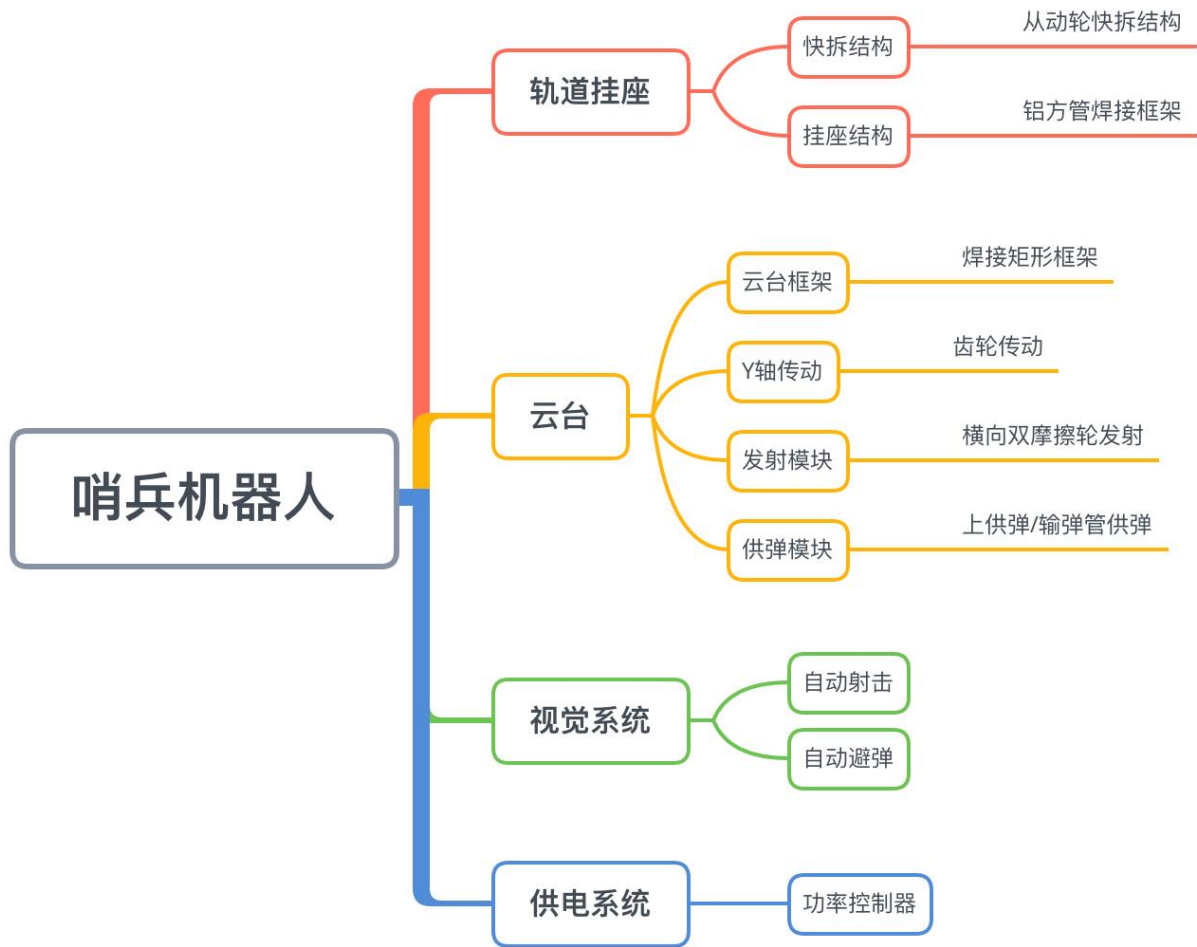 哨兵机器人
轨道挂座
快拆结构
从动轮快拆结构
挂座结构
铝方管焊接框架
云台
云台框架
焊接矩形框架
Y轴传动
齿轮传动
发射模块
横向双摩擦轮发射
供弹模块
上供弹/输弹管供弹
视觉系统
自动射击
自动避弹
供电系统
功率控制器